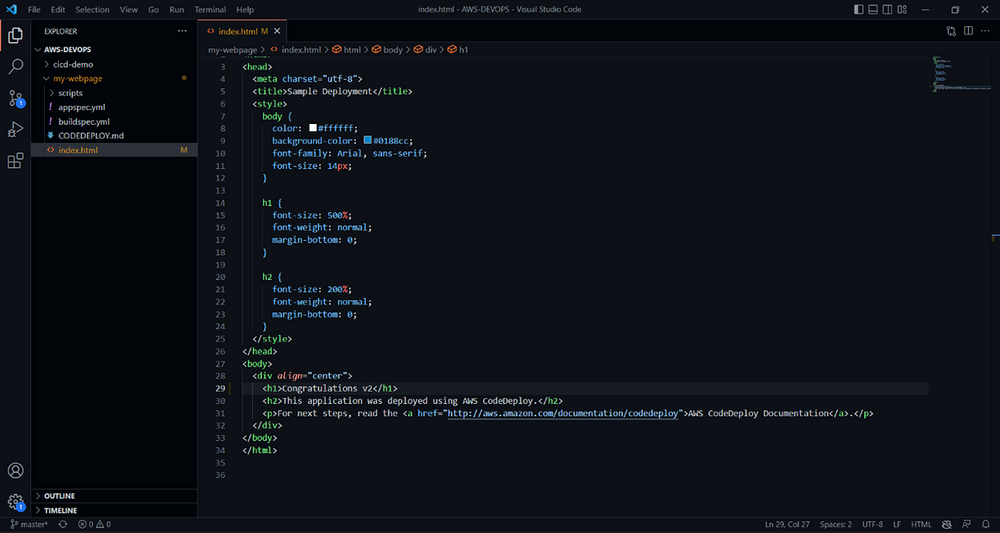 File Edit Selection View Go Run Terminal Help
index.html - AWS-DEVOPS - Visual Studio Code
EXPLORER
AWS-DEVOPS
cicd-demo
my-webpage
scripts
! appspec.yml
! buildspec.yml
CODEDEPLOY.md
<> index.html M
OUTLINE
TIMELINE
<> index.html M
my-webpage > <> index.html > html > body > div > h1
3 <head>
4 <meta charset="utf-8">
5 <title>Sample Deployment</title>
6 <style>
7 body {
8 color: #ffffff;
9 background-color: #0188cc;
10 font-family: Arial, sans-serif;
11 font-size: 14px;
12 }
13
14 h1 {
15 font-size: 500%;
16 font-weight: normal;
17 margin-bottom: 0;
18 }
19
20 h2 {
21 font-size: 200%;
22 font-weight: normal;
23 margin-bottom: 0;
24 }
25 </style>
26 </head>
27 <body>
28 <div align="center">
29 <h1>Congratulations v2</h1>
30 <h2>This application was deployed using AWS CodeDeploy.</h2>
31 <p>For next steps, read the <a href="http://aws.amazon.com/documentation/codedeploy">AWS CodeDeploy Documentation</a>.</p>
32 </div>
33 </body>
34 </html>
35
36
1
1
master* 0 0
Ln 29, Col 27 Spaces: 2 UTF-8 LF HTML